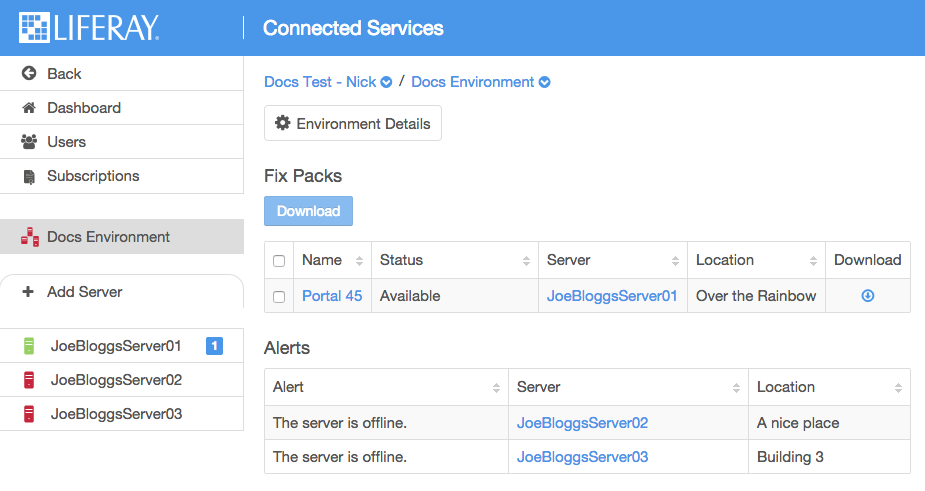 LIFERAY. Connected Services
Back
Dashboard
Users
Subscriptions
Docs Environment
Add Server
JoeBloggsServer01 1
JoeBloggsServer02
JoeBloggsServer03
Docs Test - Nick / Docs Environment
Environment Details
Fix Packs
Download
Name Status Server Location Download
Portal 45 Available JoeBloggsServer01 Over the Rainbow
Alerts
Alert Server Location
The server is offline. JoeBloggsServer02 A nice place
The server is offline. JoeBloggsServer03 Building 3